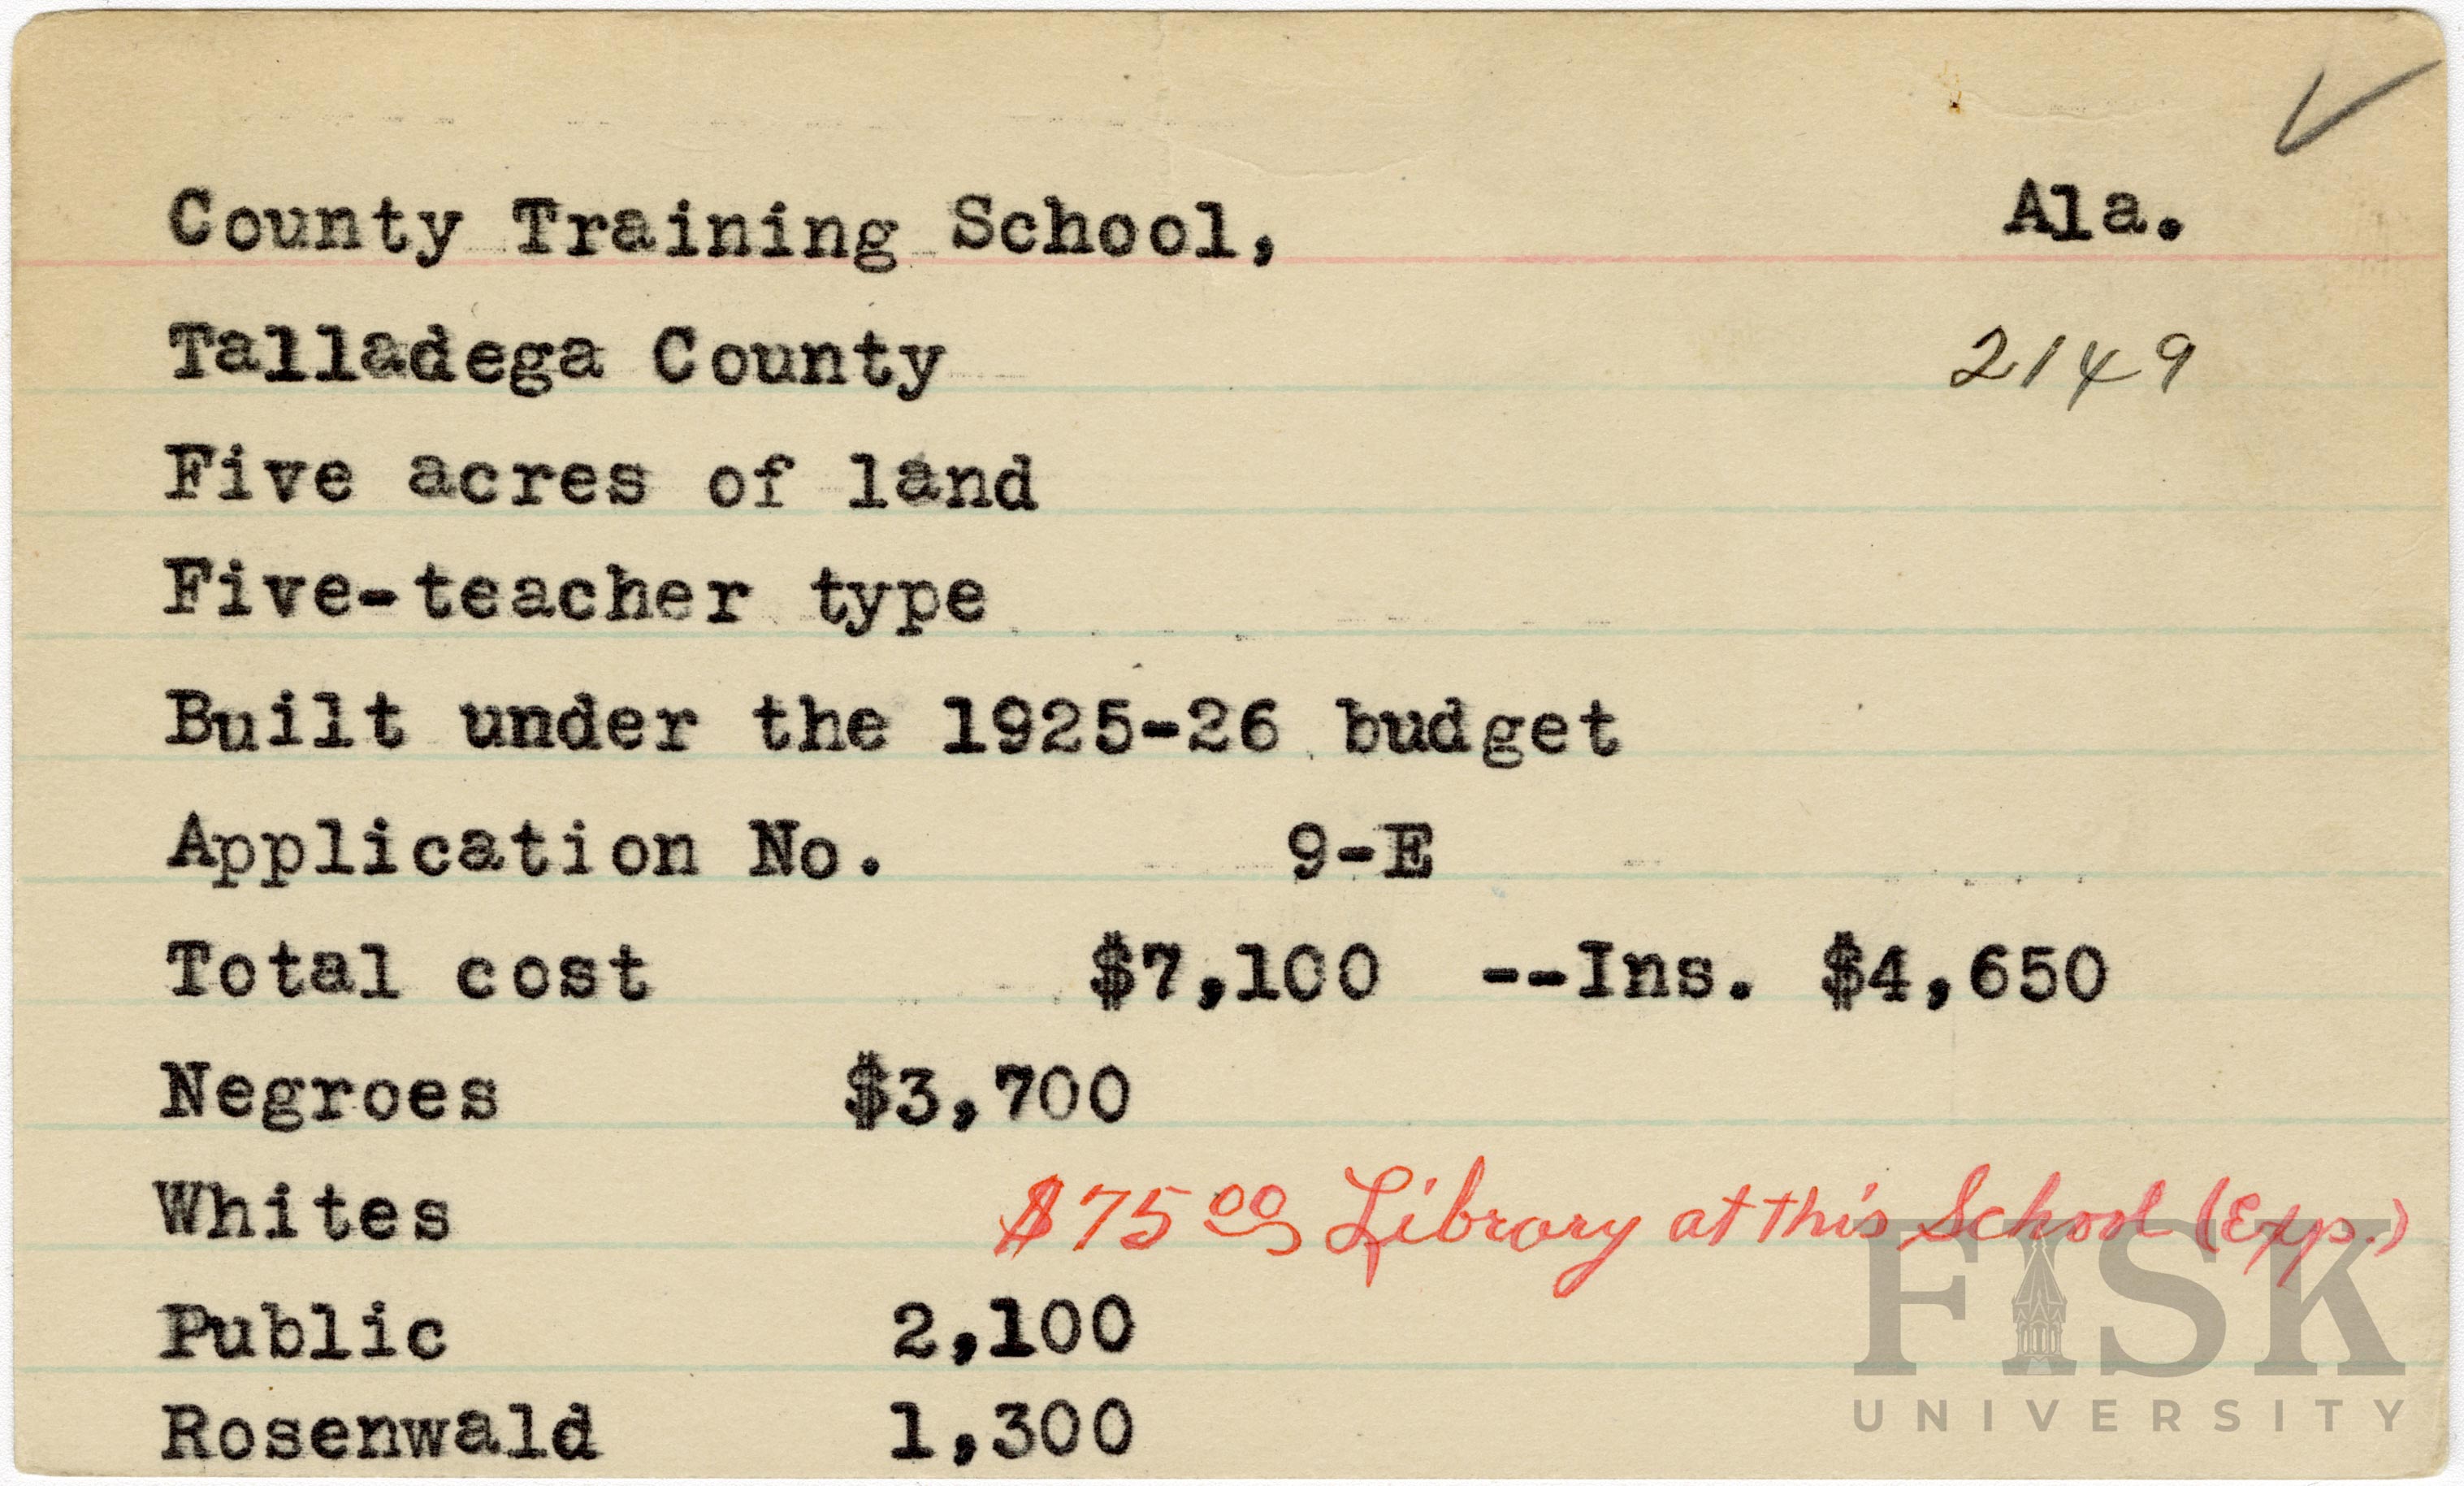 County Training School, Ala.
Talladega County 2149
Five acres of land
Five-teacher type
Built under the 1925-26 budget
Application No. 9-E
Total cost $7,100 --Ins. $4,650
Negroes $3,700
Whites $75 00 Library at this School (Exp.)
Public 2,100
Rosenwald 1,300
FISK
UNIVERSITY